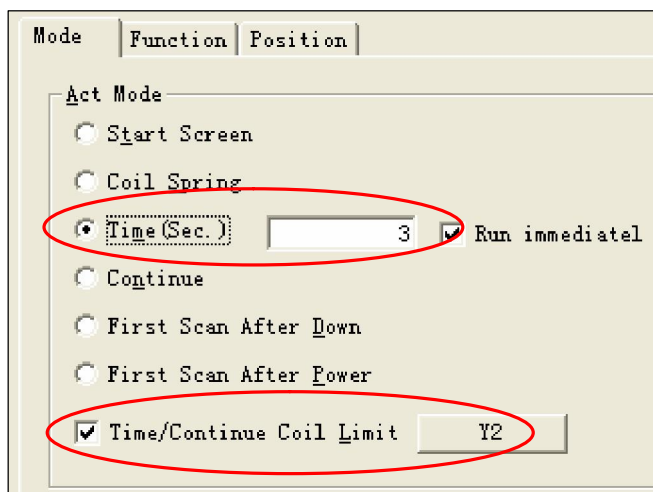 Mode Function Position
Act Mode
Start Screen
Coil Spring
Time(Sec.) 3 Run immediatel
Continue
First Scan After Down
First Scan After Power
Time/Continue Coil Limit Y2